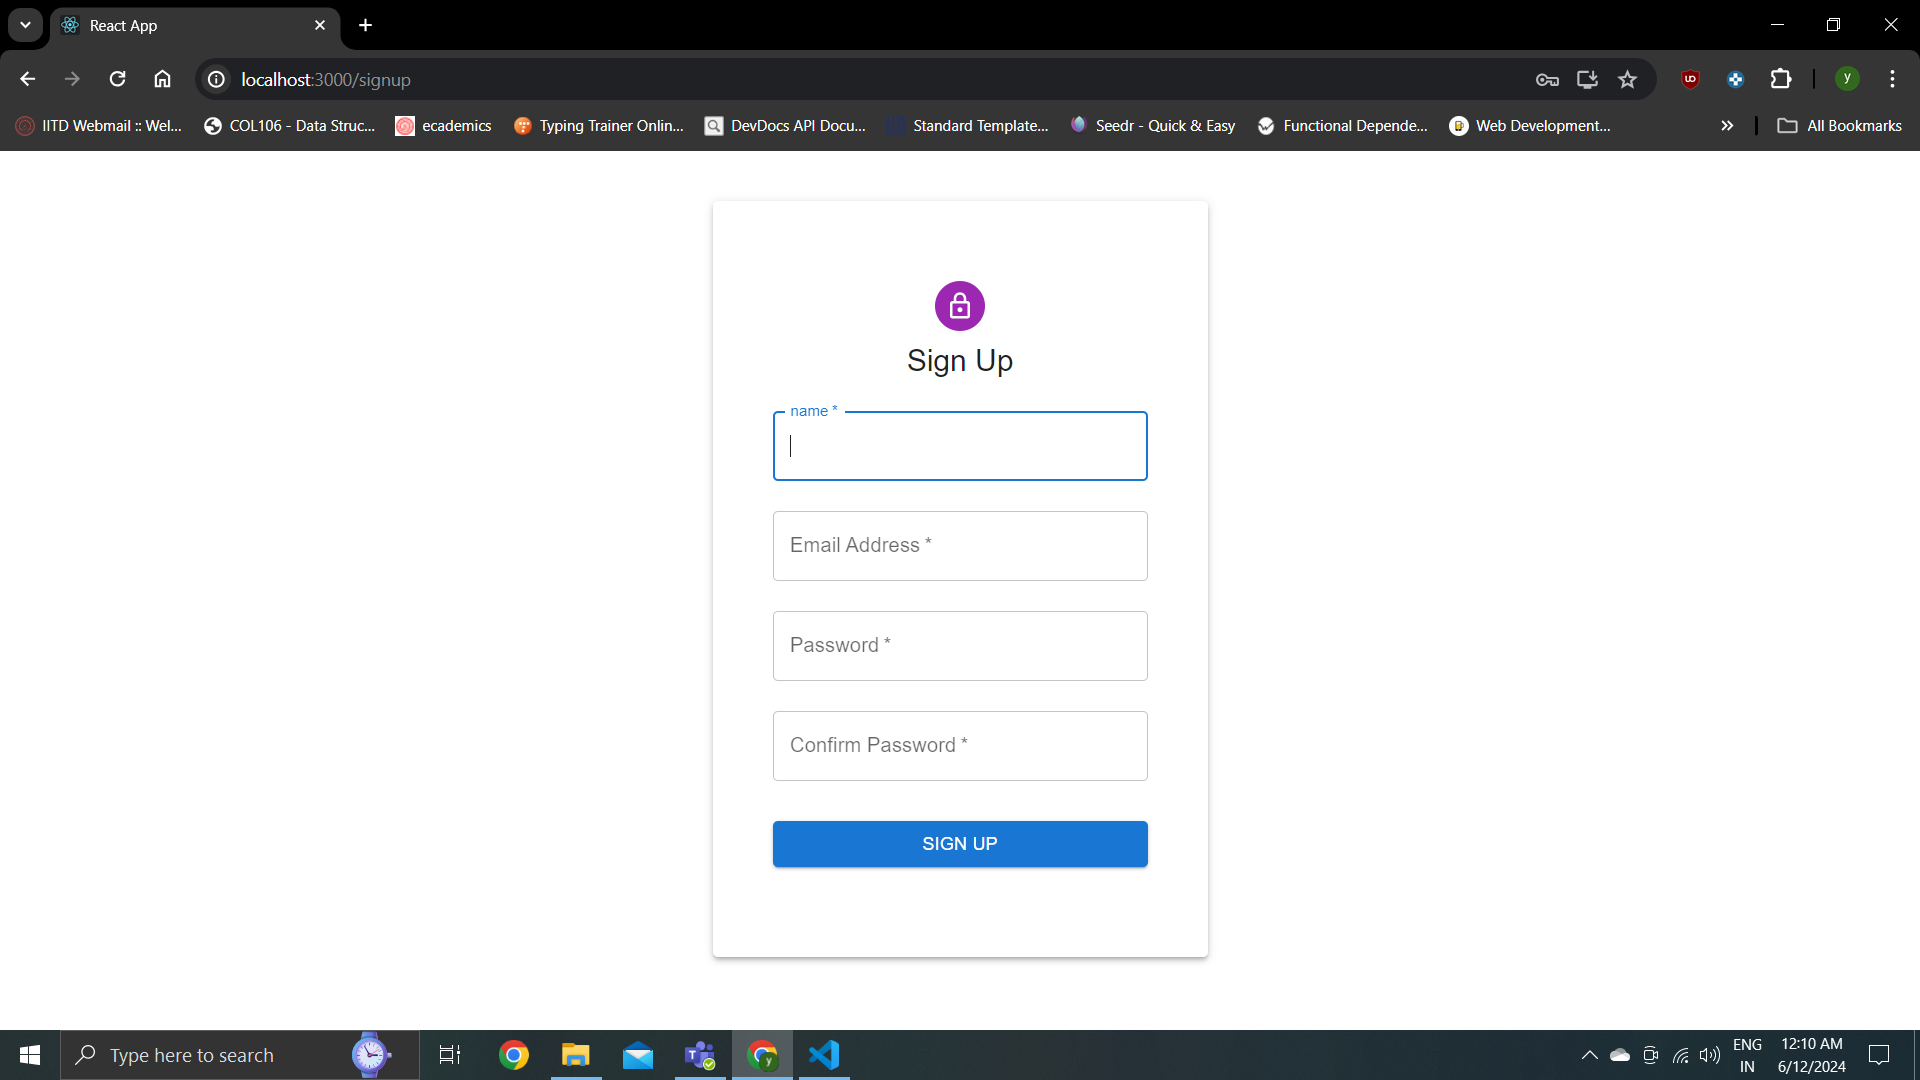 React App
localhost:3000/signup
IITD Webmail :: Wel...
COL106 - Data Struc...
ecademics
Typing Trainer Onlin...
DevDocs API Docu...
Standard Template...
Seedr - Quick & Easy
Functional Depende...
Web Development...
All Bookmarks
y
Sign Up
name *
Email Address *
Password *
Confirm Password *
SIGN UP
Type here to search
y
ENG
IN
12:10 AM
6/12/2024